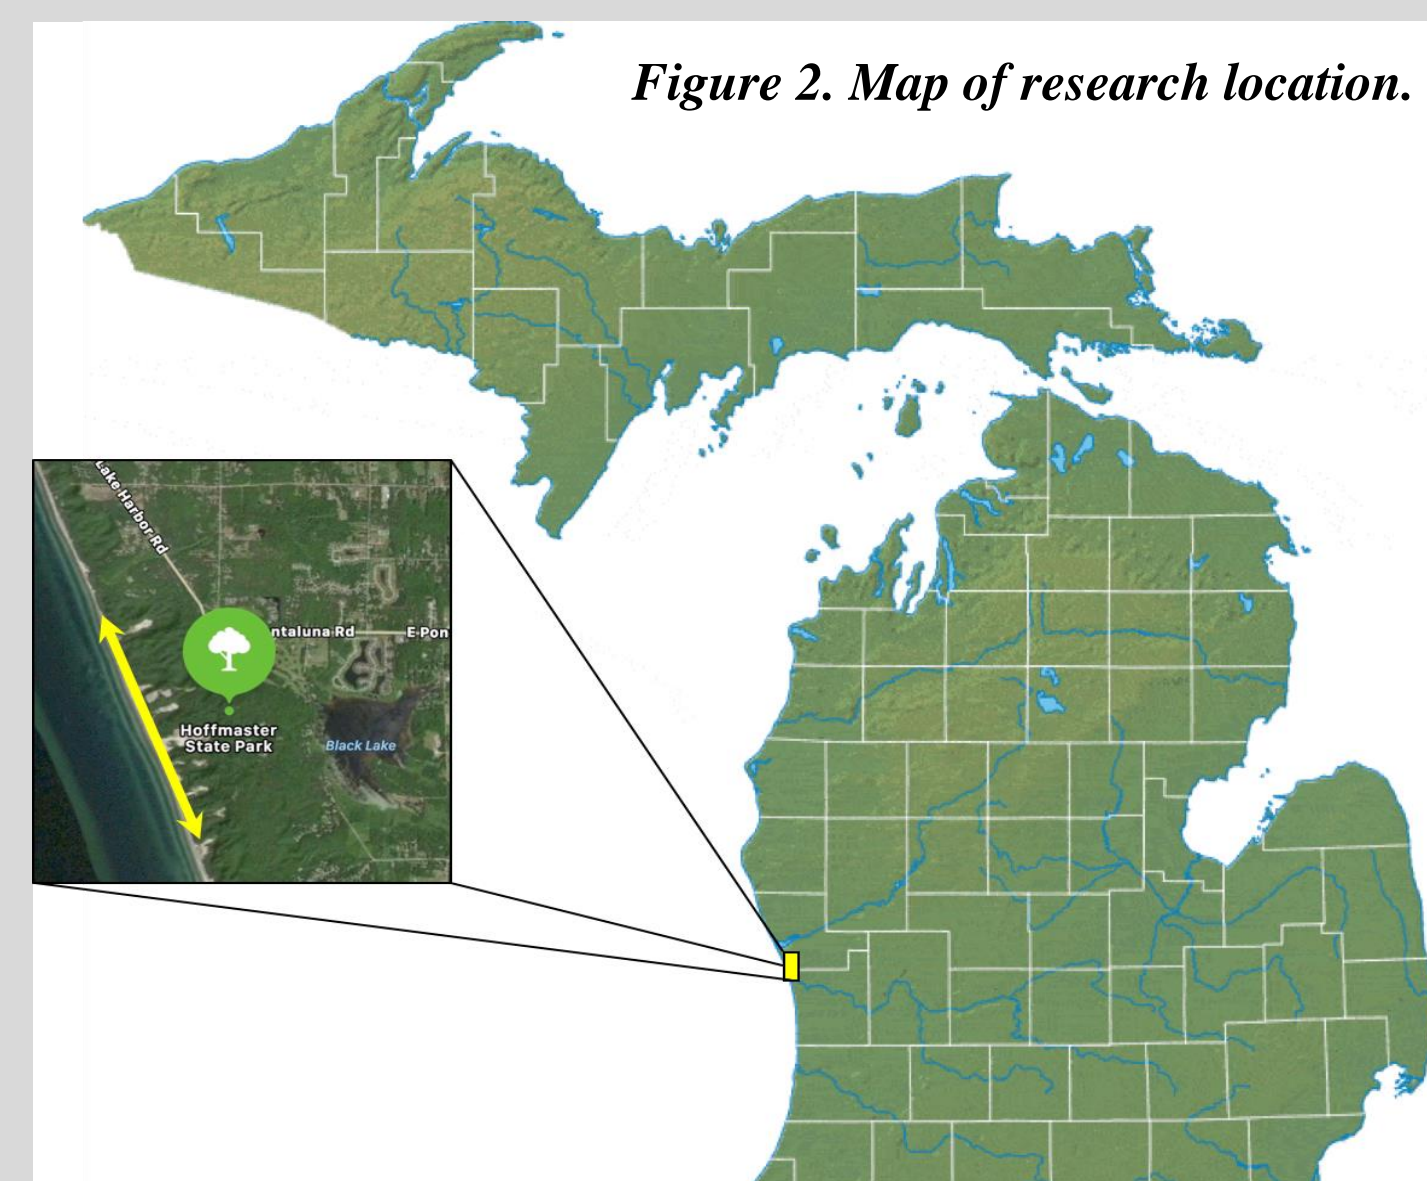 Figure 2. Map of research location.
Lake Harbor Rd
ntaluna Rd
E Pon
Hoffmaster
State Park
Black Lake